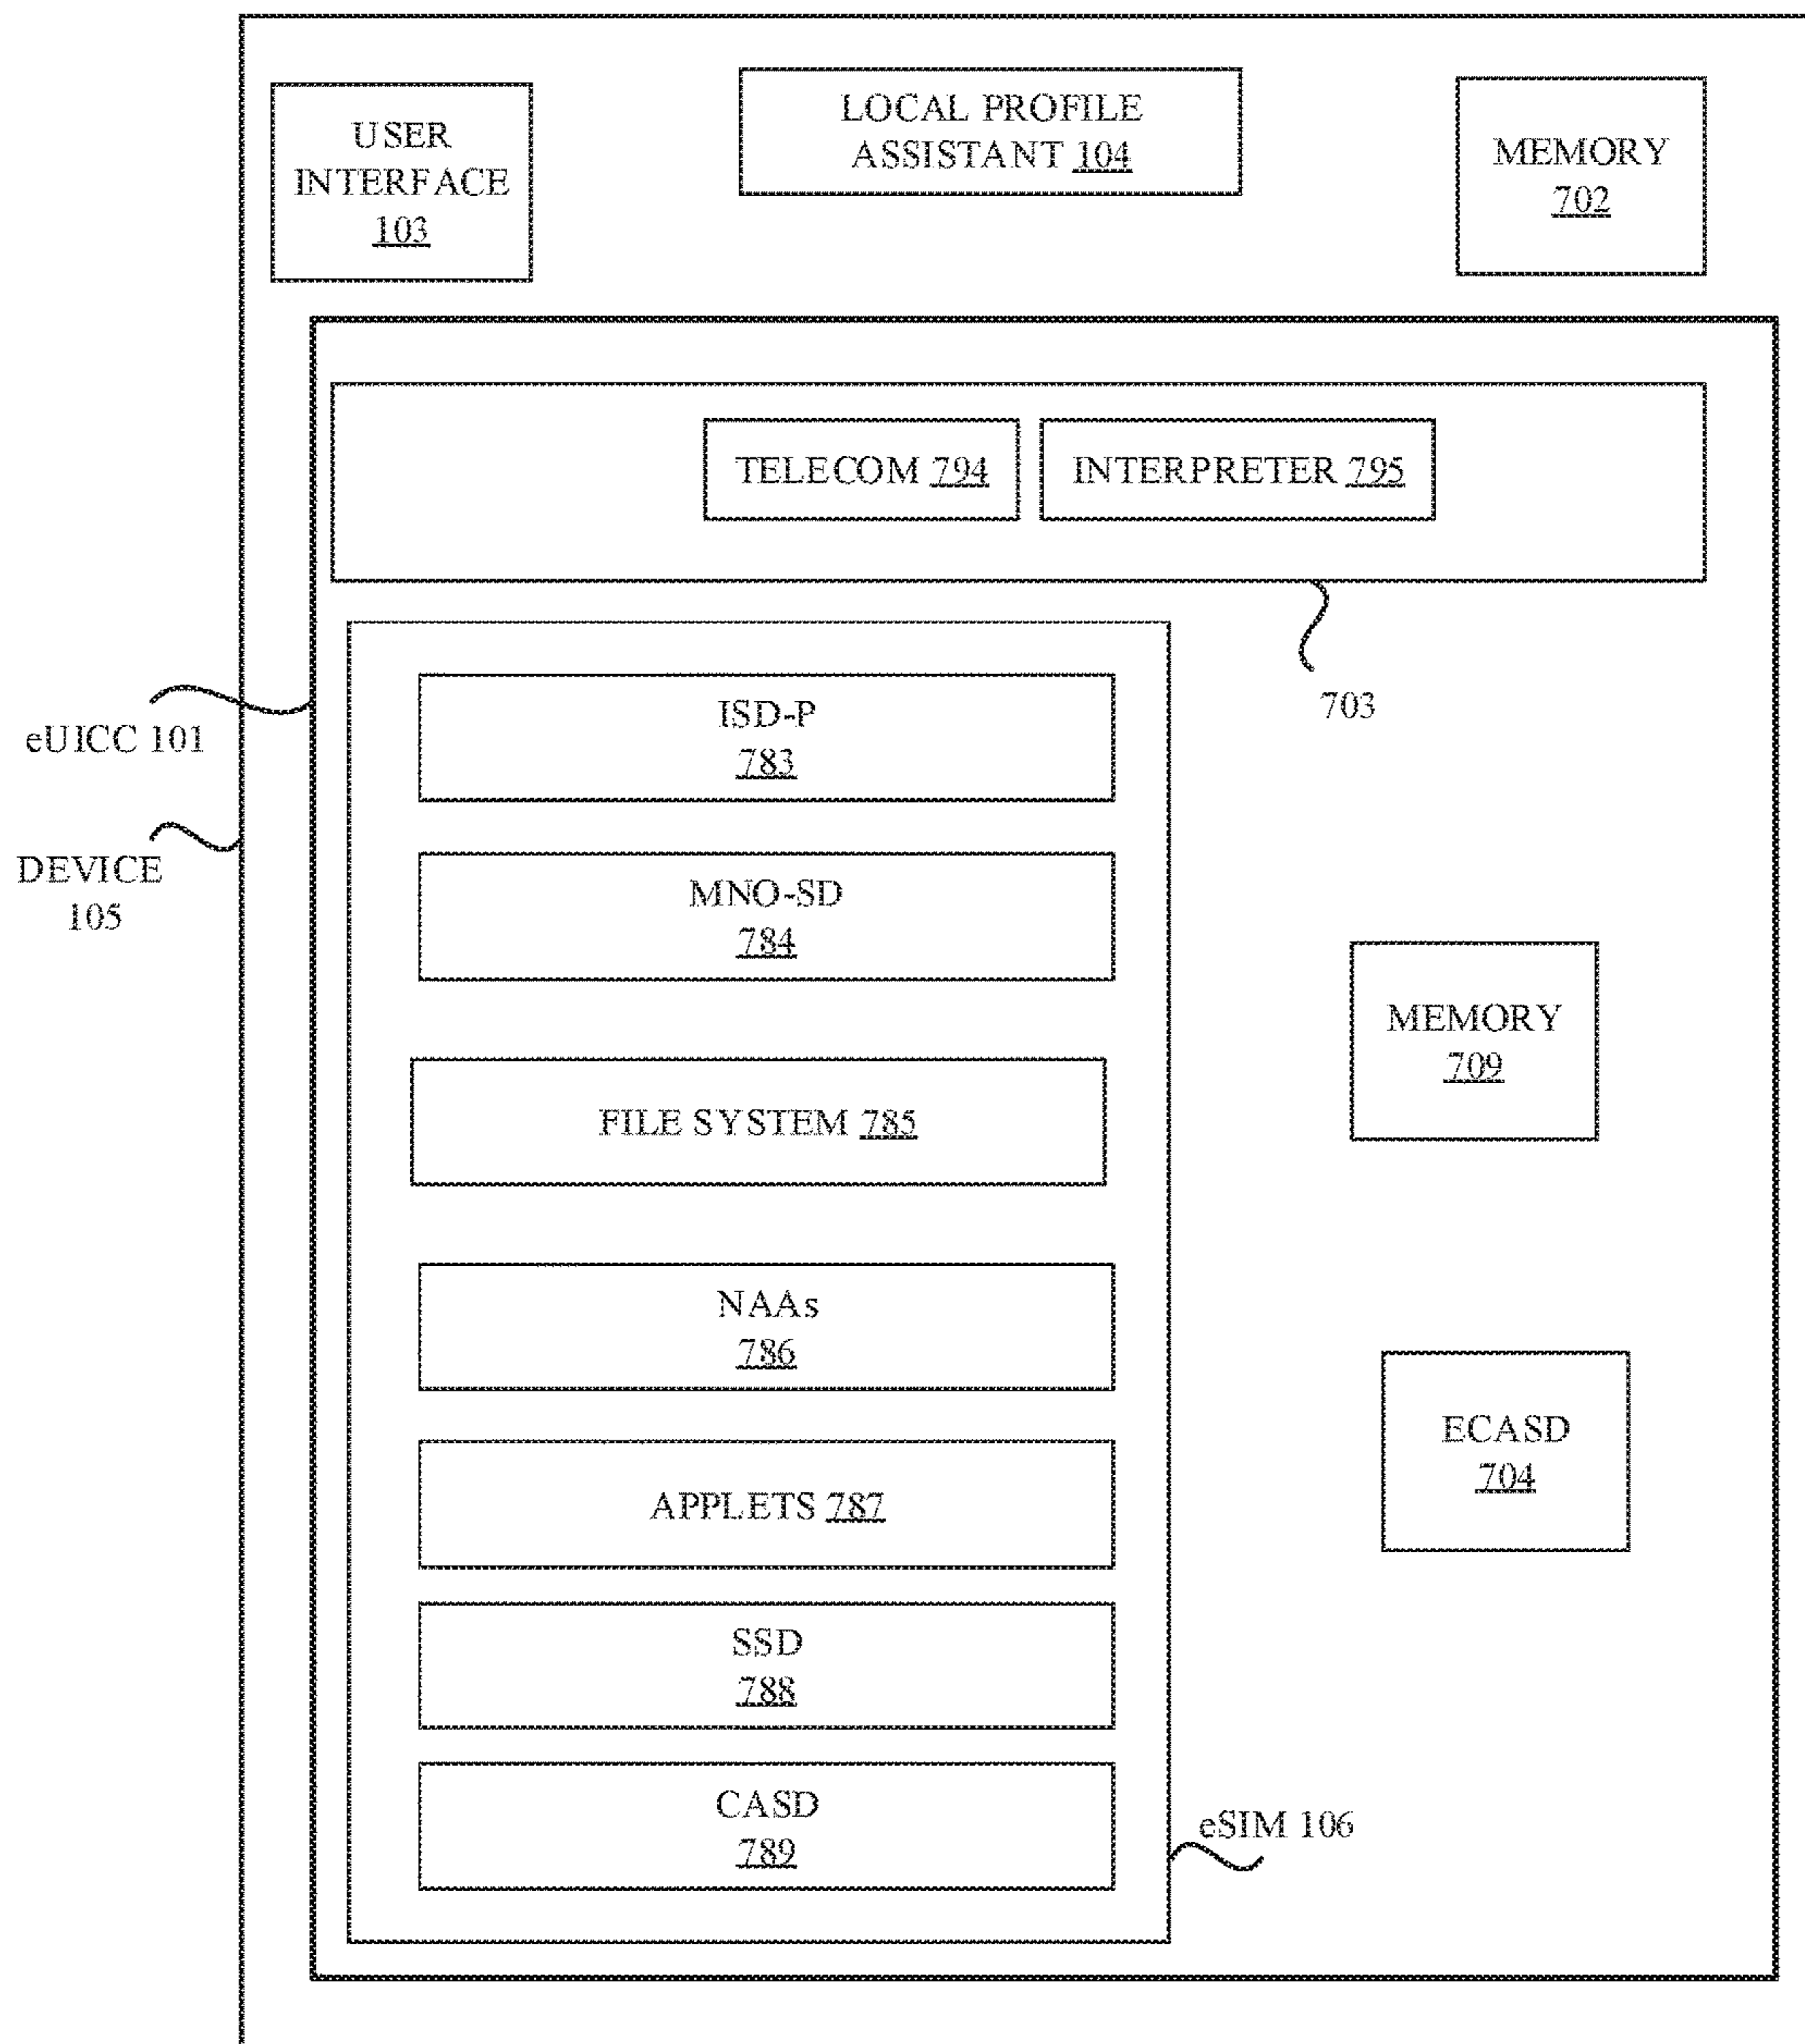 USER
INTERFACE
103
LOCAL PROFILE
ASSISTANT 104
MEMORY
702
TELECOM 794
INTERPRETER 795
703
eUICC 101
DEVICE
105
ISD-P
783
MNO-SD
784
FILE SYSTEM 785
NAAs
786
APPLETS 787
SSD
788
CASD
789
MEMORY
709
ECASD
704
eSIM 106